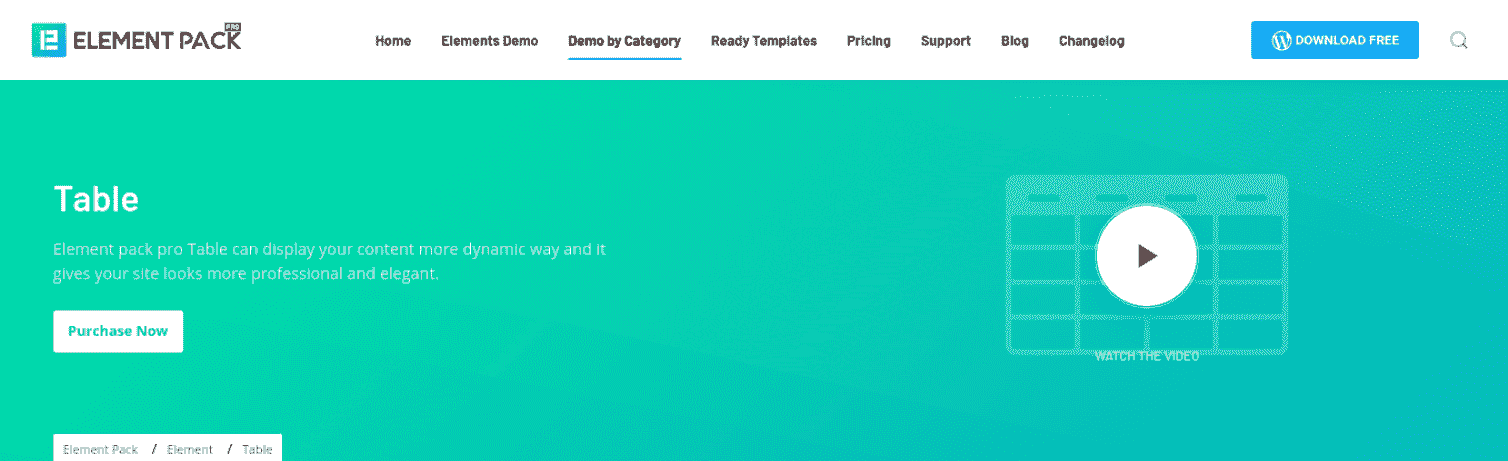 ELEMENT PACK PRO
Home Elements Demo Demo by Category Ready Templates Pricing Support Blog Changelog
DOWNLOAD FREE
Table
Element pack pro Table can display your content more dynamic way and it
gives your site looks more professional and elegant.
Purchase Now
WATCH THE VIDEO
Element Pack / Element / Table